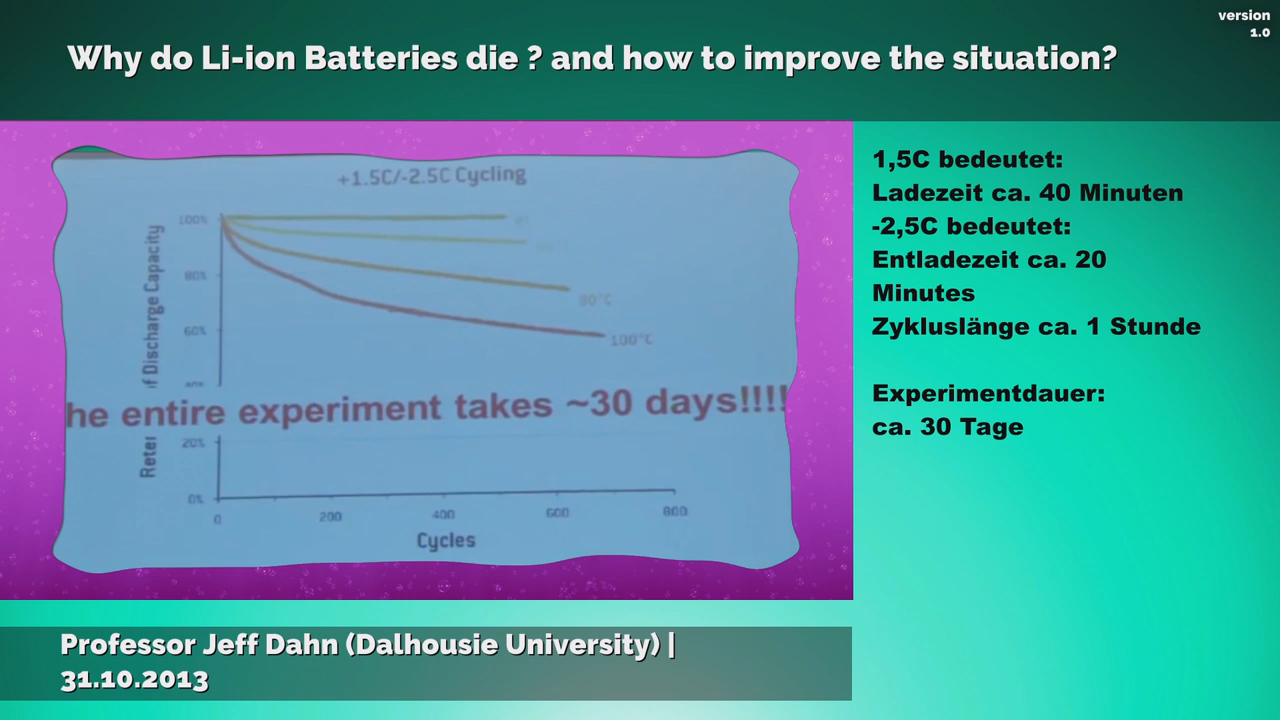 version
1.0
Why do Li-ion Batteries die ? and how to improve the situation?
+1.5C/-2.5C Cycling
100%
80%
60%
20%
0%
80°C
100°C
he entire experiment takes ~30 days!!!!
f Discharge Capacity
Reter
0
200
400
600
800
Cycles
1,5C bedeutet:
Ladezeit ca. 40 Minuten
-2,5C bedeutet:
Entladezeit ca. 20
Minutes
Zykluslänge ca. 1 Stunde
Experimentdauer:
ca. 30 Tage
Professor Jeff Dahn (Dalhousie University) |
31.10.2013